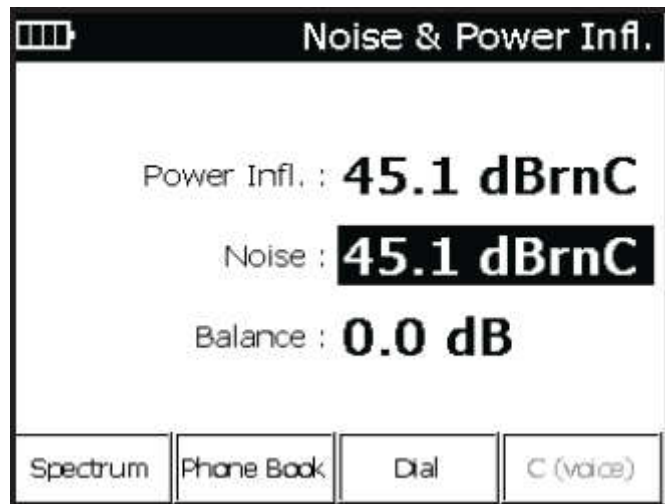 Noise & Power Infl.
Power Infl. : 45.1 dBrnC
Noise : 45.1 dBrnC
Balance : 0.0 dB
Spectrum Phone Book Dial C (voice)